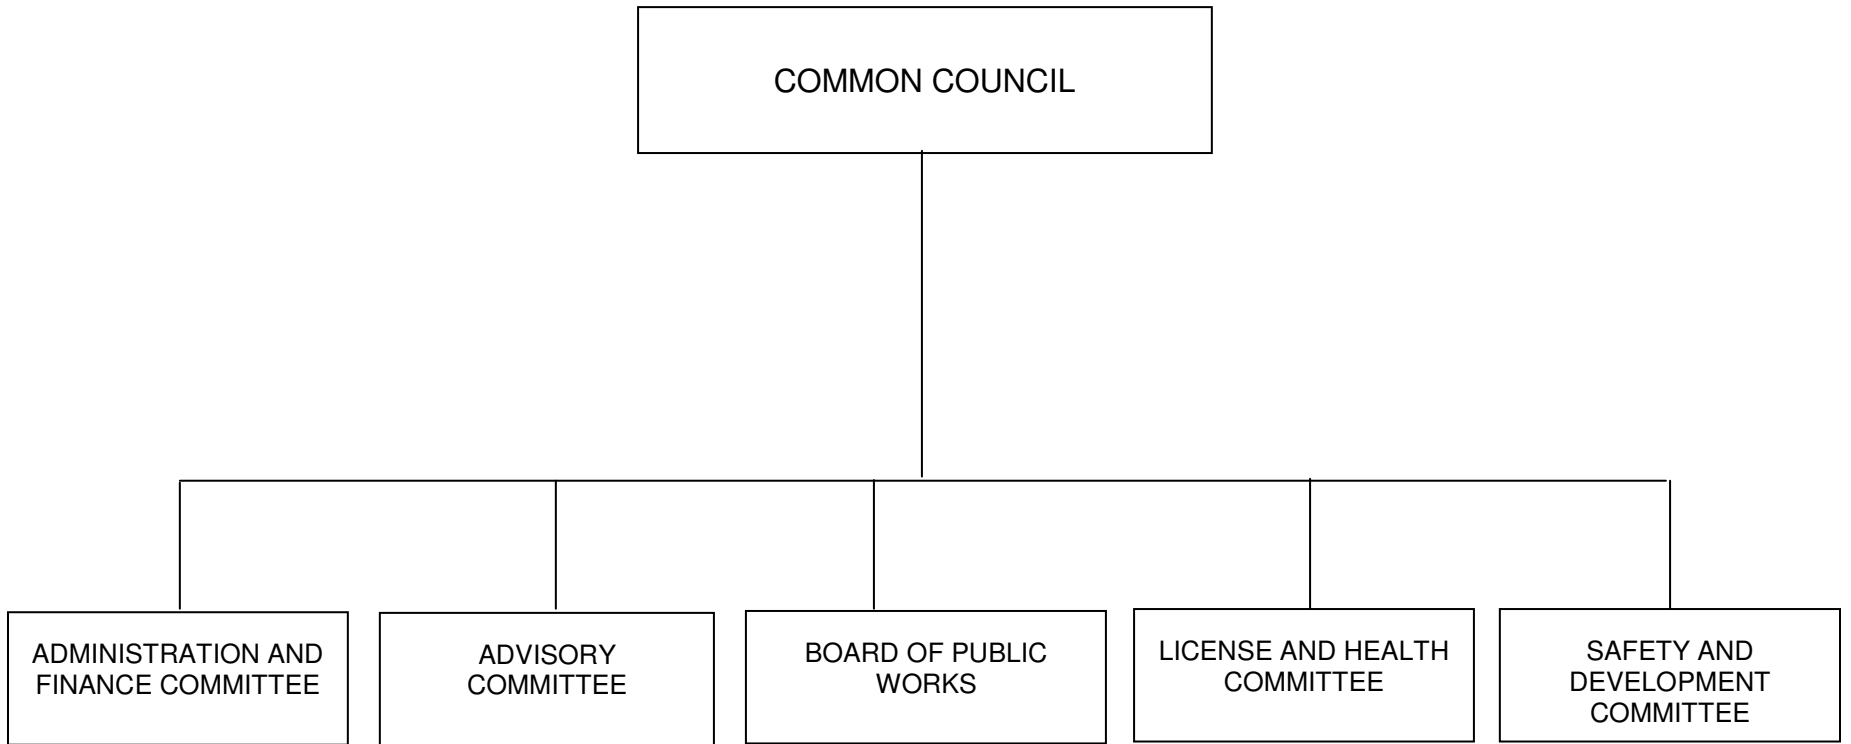 COMMON COUNCIL
ADMINISTRATION AND
FINANCE COMMITTEE
ADVISORY
COMMITTEE
BOARD OF PUBLIC
WORKS
LICENSE AND HEALTH
COMMITTEE
SAFETY AND
DEVELOPMENT
COMMITTEE